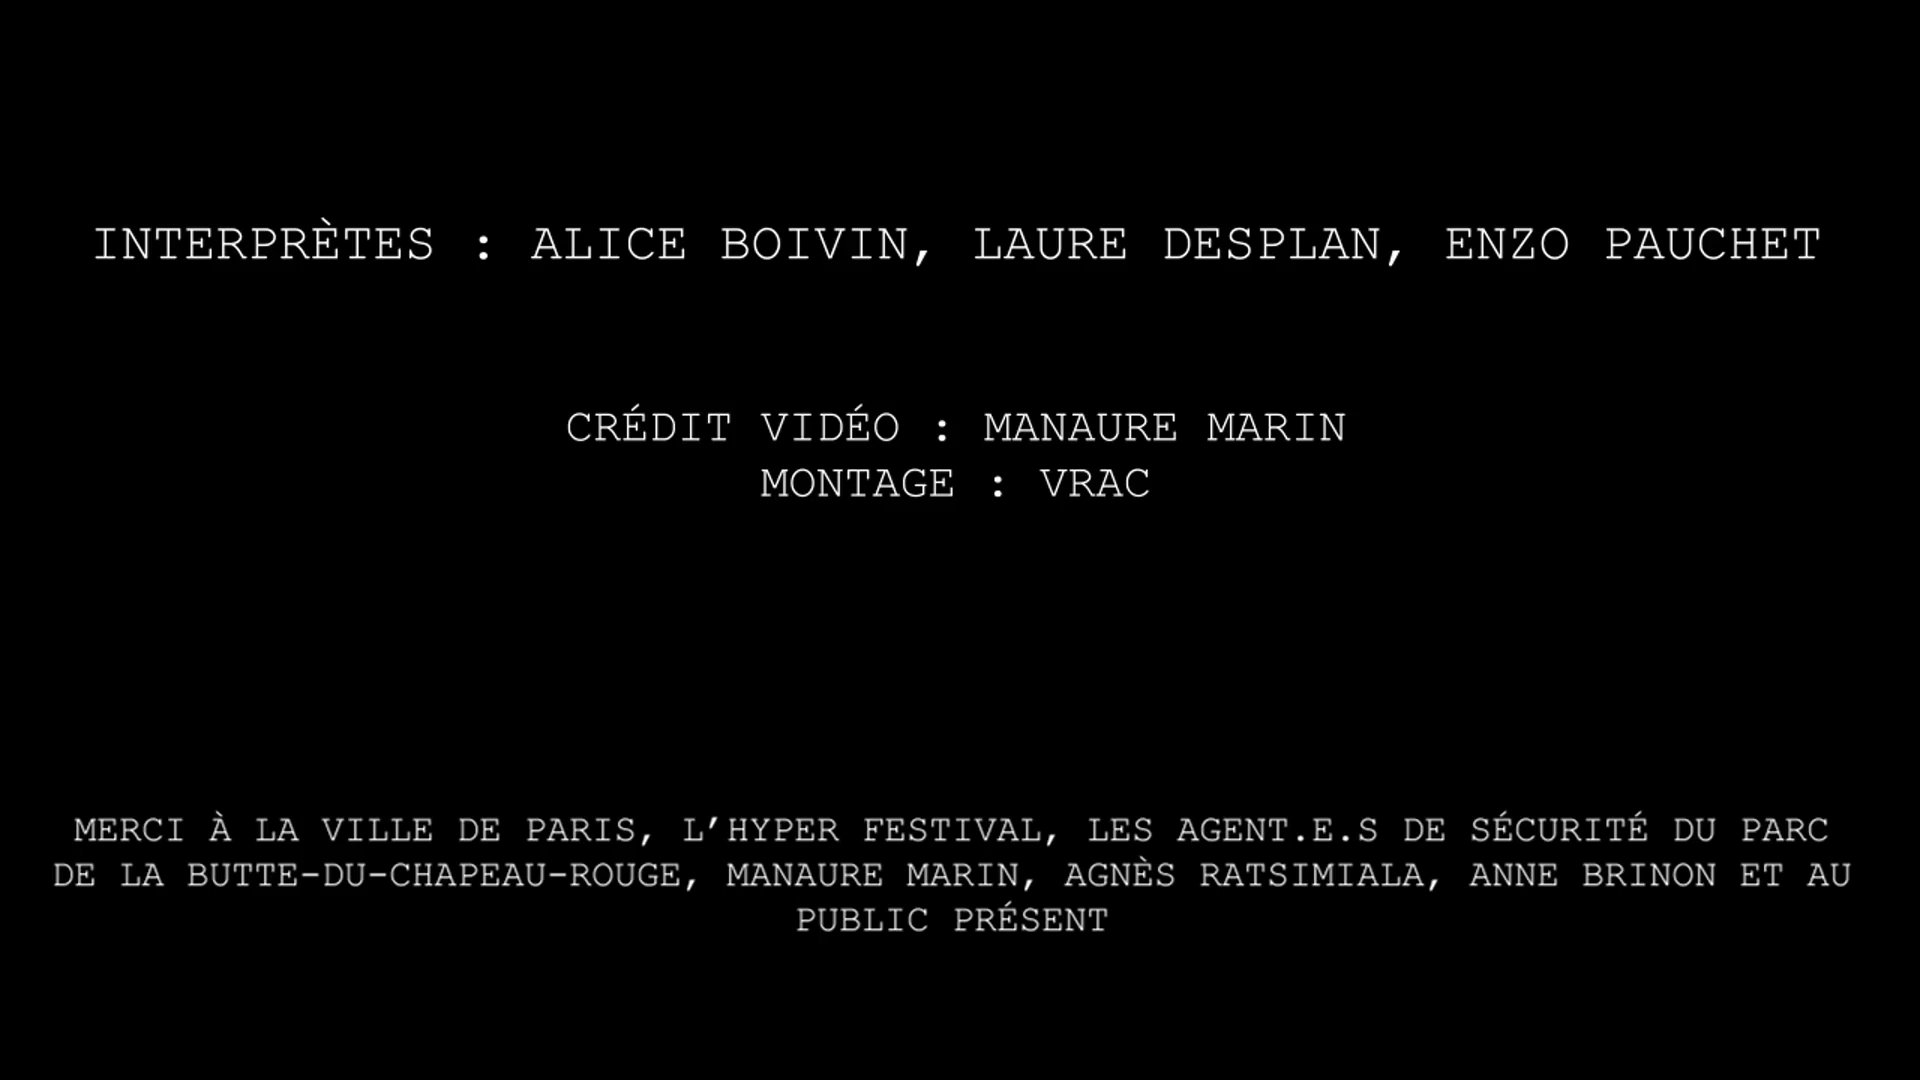 INTERPRÈTES : ALICE BOIVIN, LAURE DESPLAN, ENZO PAUCHET
CRÉDIT VIDÉO : MANAURE MARIN
MONTAGE : VRAC
MERCI À LA VILLE DE PARIS, L’HYPER FESTIVAL, LES AGENT.E.S DE SÉCURITÉ DU PARC
DE LA BUTTE-DU-CHAPEAU-ROUGE, MANAURE MARIN, AGNÈS RATSIMIALA, ANNE BRINON ET AU
PUBLIC PRÉSENT